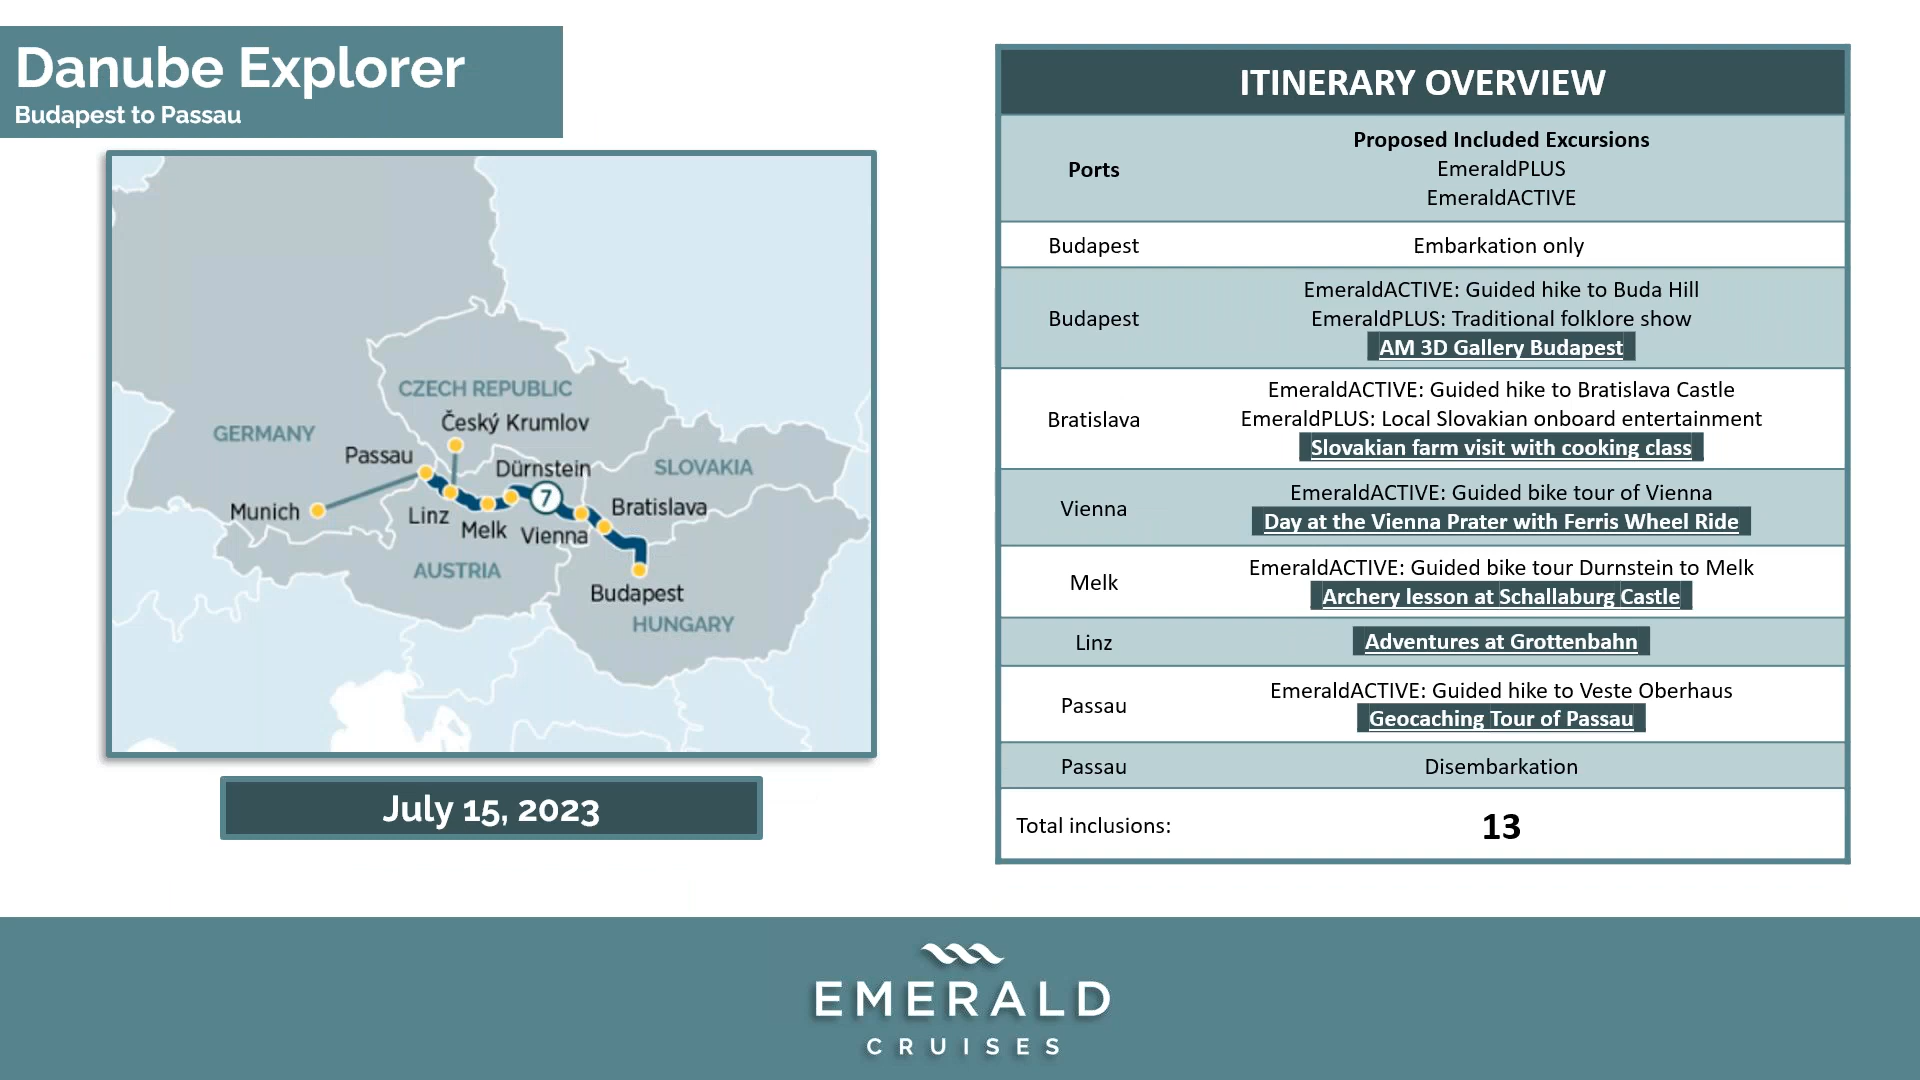 Danube Explorer
Budapest to Passau
CZECH REPUBLIC
Český Krumlov
GERMANY
Passau
Dürnstein
SLOVAKIA
Munich
7
Bratislava
Linz
Melk
Vienna
AUSTRIA
Budapest
HUNGARY
July 15, 2023
ITINERARY OVERVIEW
Ports
Proposed Included Excursions
EmeraldPLUS
EmeraldACTIVE
Budapest
Embarkation only
Budapest
EmeraldACTIVE: Guided hike to Buda Hill
EmeraldPLUS: Traditional folklore show
AM 3D Gallery Budapest
Bratislava
EmeraldACTIVE: Guided hike to Bratislava Castle
EmeraldPLUS: Local Slovakian onboard entertainment
Slovakian farm visit with cooking class
Vienna
EmeraldACTIVE: Guided bike tour of Vienna
Day at the Vienna Prater with Ferris Wheel Ride
Melk
EmeraldACTIVE: Guided bike tour Durnstein to Melk
Archery lesson at Schallaburg Castle
Linz
Adventures at Grottenbahn
Passau
EmeraldACTIVE: Guided hike to Veste Oberhaus
Geocaching Tour of Passau
Passau
Disembarkation
Total inclusions:
13
EMERALD
CRUISES